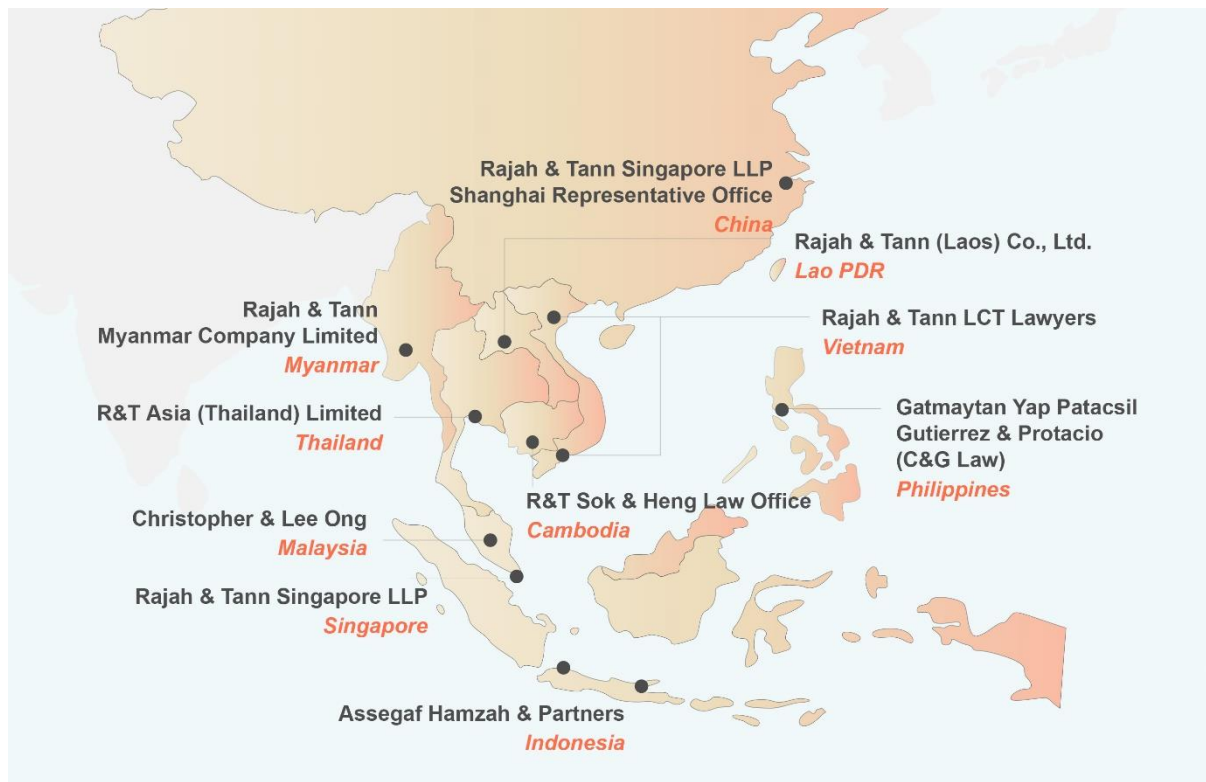 Rajah & Tann Singapore LLP
Shanghai Representative Office
China
Rajah & Tann (Laos) Co., Ltd.
Lao PDR
Rajah & Tann
Myanmar Company Limited
Myanmar
Rajah & Tann LCT Lawyers
Vietnam
R&T Asia (Thailand) Limited
Thailand
Gatmaytan Yap Patacsil
Gutierrez & Protacio
(C&G Law)
Philippines
R&T Sok & Heng Law Office
Cambodia
Christopher & Lee Ong
Malaysia
Rajah & Tann Singapore LLP
Singapore
Assegaf Hamzah & Partners
Indonesia